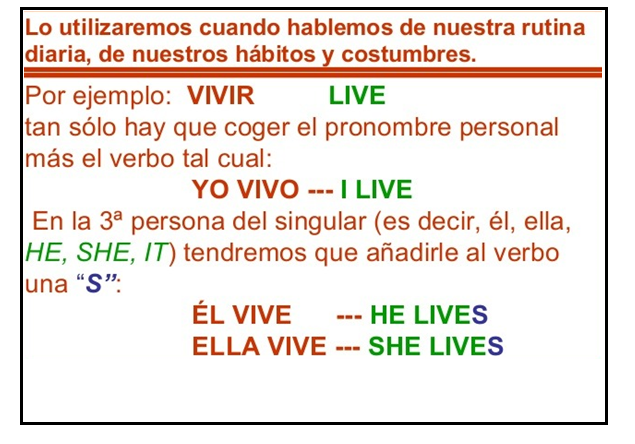 Lo utilizaremos cuando hablemos de nuestra rutina
diaria, de nuestros hábitos y costumbres.
Por ejemplo: VIVIR LIVE
tan sólo hay que coger el pronombre personal
más el verbo tal cual:
YO VIVO --- I LIVE
En la 3ª persona del singular (es decir, él, ella,
HE, SHE, IT) tendremos que añadirle al verbo
una “S”:
ÉL VIVE --- HE LIVES
ELLA VIVE --- SHE LIVES